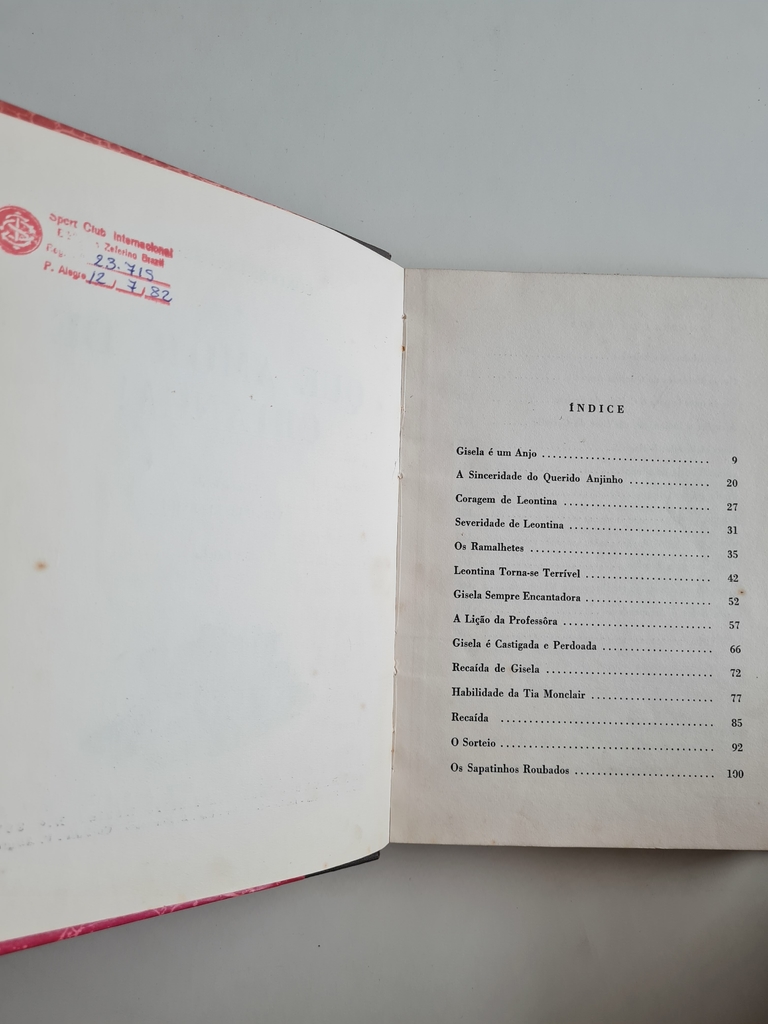 Sport Club Internacional
Zeferino Brazil
Reg. 23.715
P. Alegre 12 / 7 / 82
ÍNDICE
Gisela é um Anjo ................................ 9
A Sinceridade do Querido Anjinho ................ 20
Coragem de Leontina ............................ 27
Severidade de Leontina ........................... 31
Os Ramalhetes ................................... 35
Leontina Torna-se Terrível ......................... 42
Gisela Sempre Encantadora ......................... 52
A Lição da Professôra ............................. 57
Gisela é Castigada e Perdoada ...................... 66
Recaída de Gisela ................................ 72
Habilidade da Tia Monclair ........................ 77
Recaída ......................................... 85
O Sorteio ......................................... 92
Os Sapatinhos Roubados ........................... 100